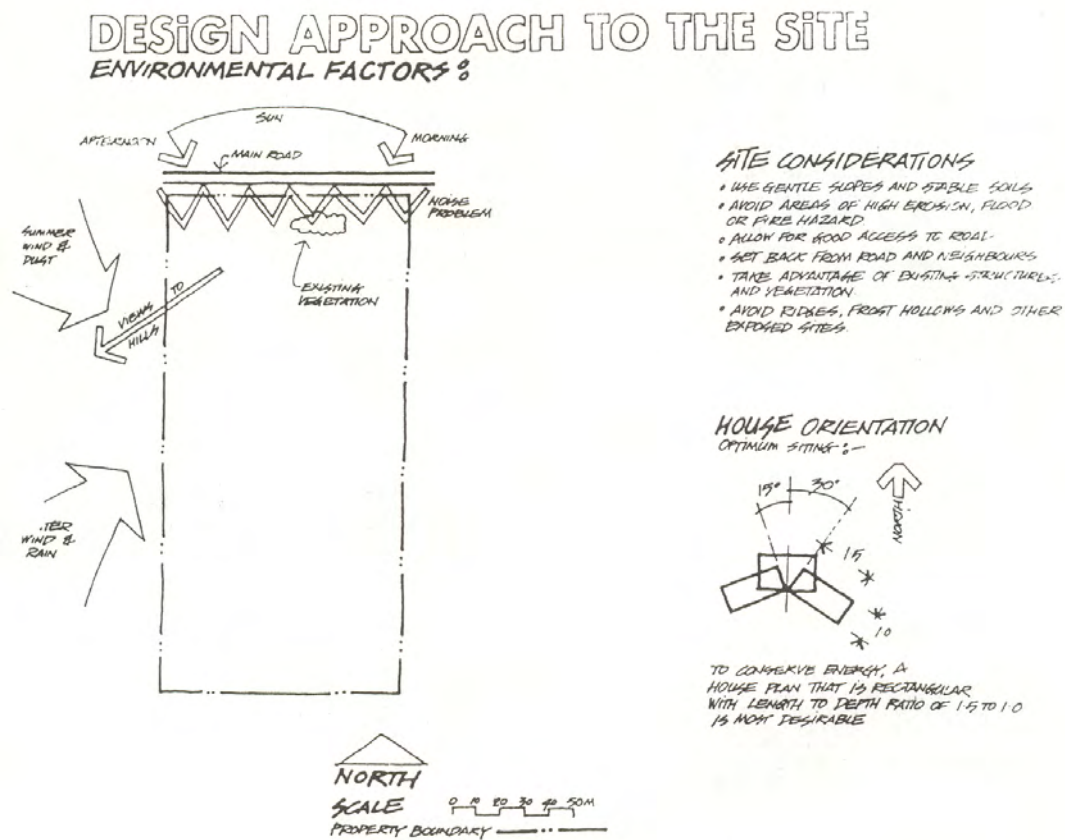 DESiGN APPROACH TO THE SiTE
ENVIRONMENTAL FACTORS :
SUN
AFTERNOON
MORNING
MAIN ROAD
NOISE
PROBLEM
SUMMER
WIND &
DUST
VIEWS TO
HILLS
EXISTING
VEGETATION
WIND &
RAIN
NORTH
SCALE 0 10 20 30 40 50M
PROPERTY BOUNDARY
SiTE CONSIDERATIONS
• USE GENTLE SLOPES AND STABLE SOILS
• AVOID AREAS OF HIGH EROSION, FLOOD
OR FIRE HAZARD
• ALLOW FOR GOOD ACCESS TO ROAD
• SET BACK FROM ROAD AND NEIGHBOURS
• TAKE ADVANTAGE OF EXISTING STRUCTURES
AND VEGETATION
• AVOID RIDGES, FROST HOLLOWS AND OTHER
EXPOSED SITES.
HOUSE ORIENTATION
OPTIMUM SITING :-
15° 30°
NORTH
1.5
1.0
TO CONSERVE ENERGY, A
HOUSE PLAN THAT IS RECTANGULAR
WITH LENGTH TO DEPTH RATIO OF 1.5 TO 1.0
IS MOST DESIRABLE